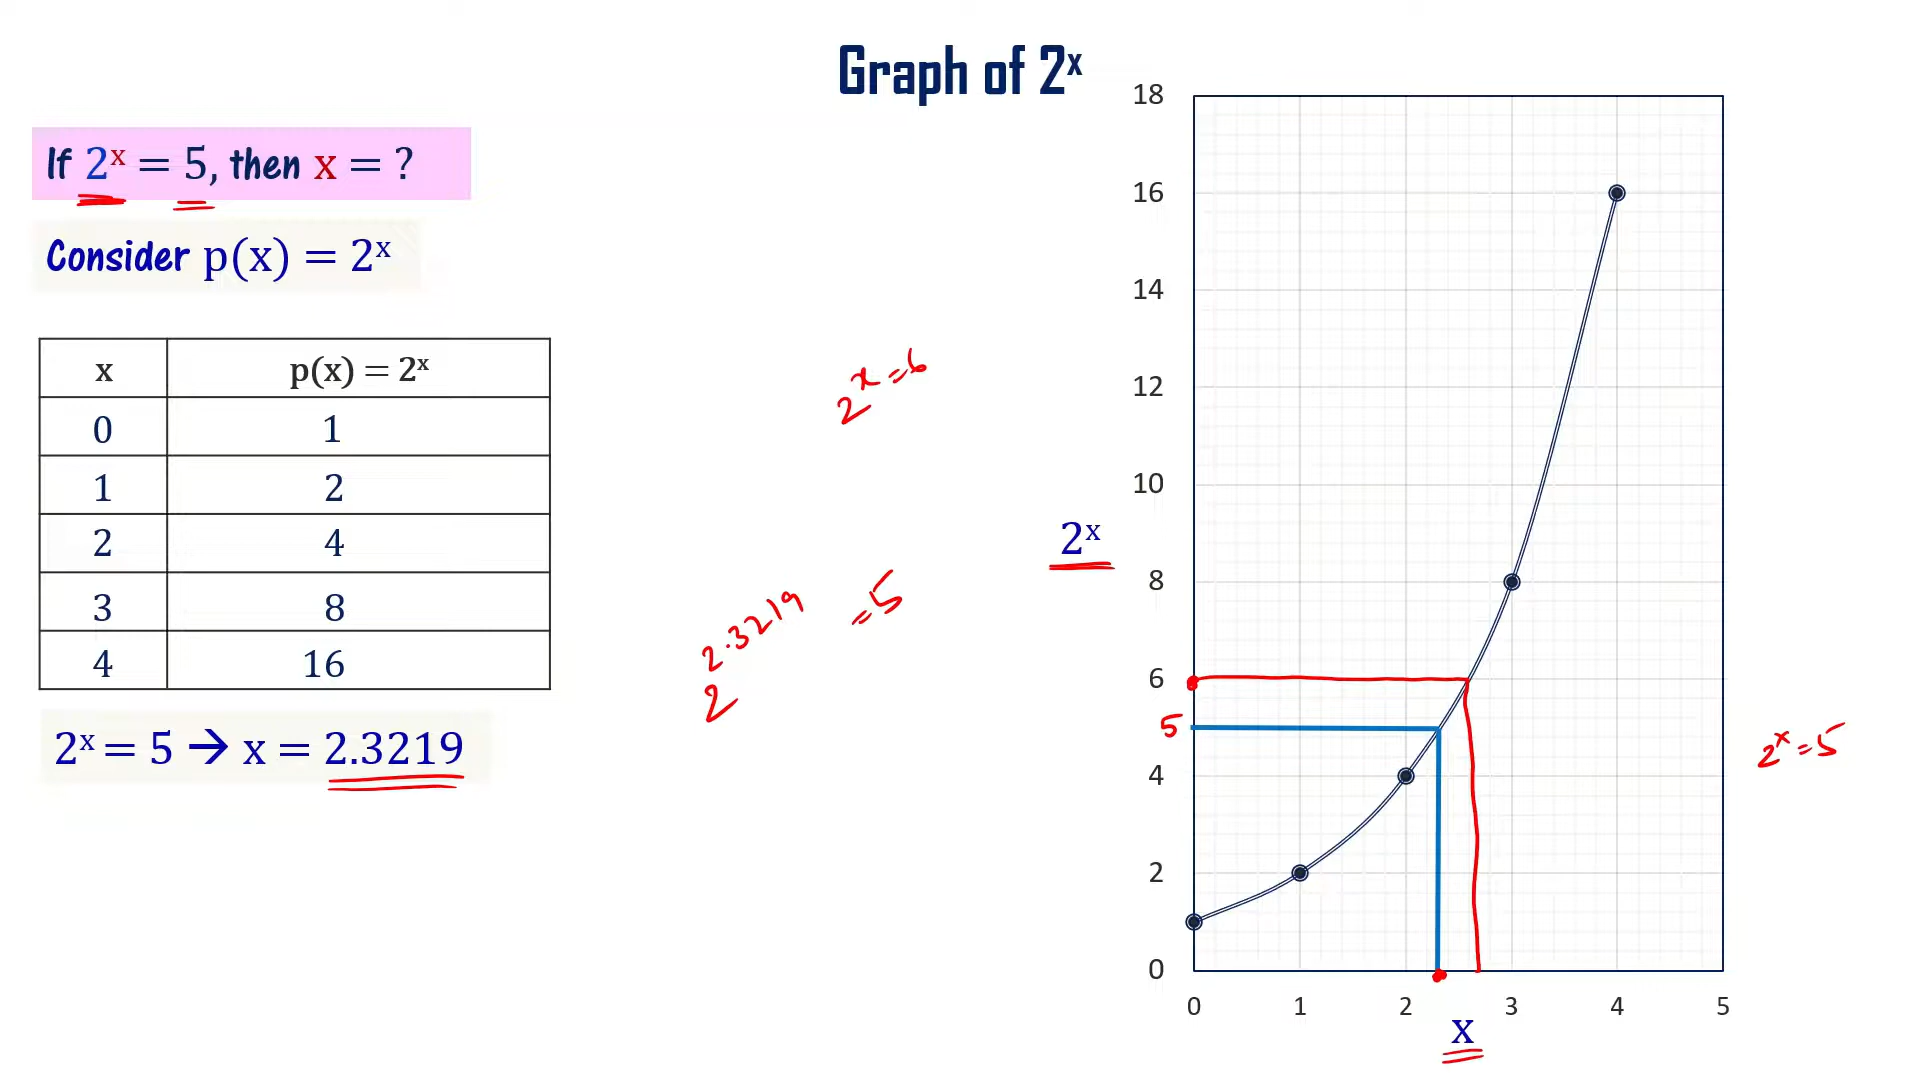 Graph of 2ˣ
If 2ˣ = 5, then x = ?
Consider p(x) = 2ˣ
x p(x) = 2ˣ
0 1
1 2
2 4
3 8
4 16
2ˣ = 5 → x = 2.3219
2ˣ = 6
2^2.3219 = 5
2ˣ
18
16
14
12
10
8
6
5
4
2
0
0 1 2 3 4 5
x
2ˣ = 5